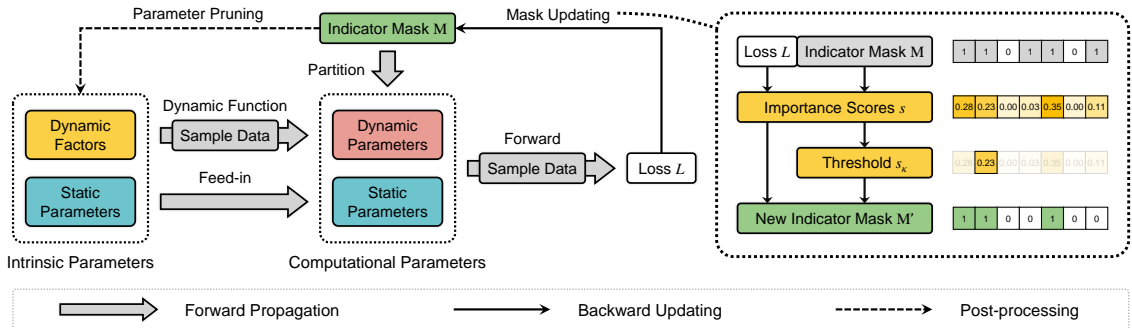 Parameter Pruning
Indicator Mask M
Mask Updating
Partition
Dynamic Factors
Static Parameters
Intrinsic Parameters
Dynamic Function
Sample Data
Feed-in
Dynamic Parameters
Static Parameters
Computational Parameters
Forward
Sample Data
Loss L
Loss L
Indicator Mask M
1 1 0 1 1 0 1
Importance Scores s
0.28 0.23 0.00 0.03 0.35 0.00 0.11
Threshold sκ
0.28 0.23 0.00 0.03 0.35 0.00 0.11
New Indicator Mask M'
1 1 0 0 1 0 0
Forward Propagation
Backward Updating
Post-processing